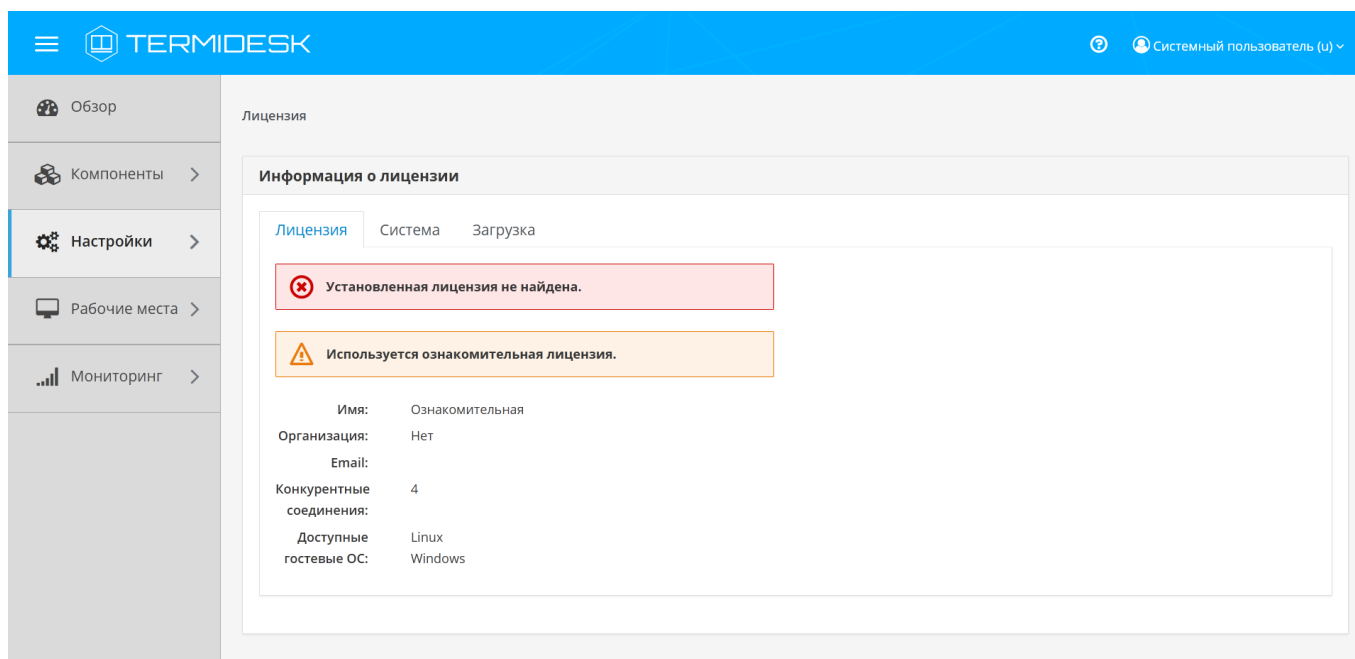 TERMIDESK
Системный пользователь (u)
Обзор
Компоненты
Настройки
Рабочие места
Мониторинг
Лицензия
Информация о лицензии
Лицензия Система Загрузка
Установленная лицензия не найдена.
Используется ознакомительная лицензия.
Имя: Ознакомительная
Организация: Нет
Email:
Конкурентные 4
соединения:
Доступные Linux
гостевые ОС: Windows